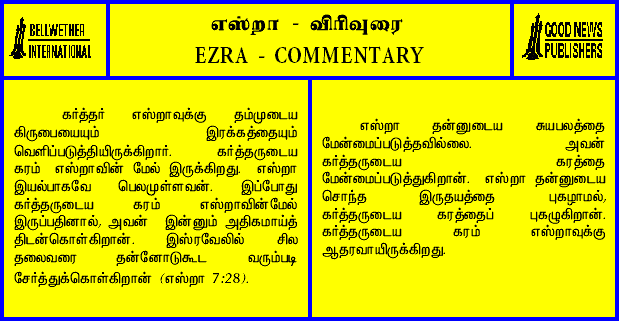 BELLWETHER
INTERNATIONAL
எஸ்றா - விரிவுரை
EZRA - COMMENTARY
GOOD NEWS
PUBLISHERS
கர்த்தர் எஸ்றாவுக்கு தம்முடைய
கிருபையையும் இரக்கத்தையும்
வெளிப்படுத்தியிருக்கிறார். கர்த்தருடைய
கரம் எஸ்றாவின் மேல் இருக்கிறது. எஸ்றா
இயல்பாகவே பெலமுள்ளவன். இப்போது
கர்த்தருடைய கரம் எஸ்றாவின்மேல்
இருப்பதினால், அவன் இன்னும் அதிகமாய்த்
திடன்கொள்கிறான். இஸ்ரவேலில் சில
தலைவரை தன்னோடுகூட வரும்படி
சேர்த்துக்கொள்கிறான் (எஸ்றா 7:28).
எஸ்றா தன்னுடைய சுயபலத்தை
மேன்மைப்படுத்தவில்லை. அவன்
கர்த்தருடைய கரத்தை
மேன்மைப்படுத்துகிறான். எஸ்றா தன்னுடைய
சொந்த இருதயத்தை புகழாமல்,
கர்த்தருடைய கரத்தைப் புகழுகிறான்.
கர்த்தருடைய கரம் எஸ்றாவுக்கு
ஆதரவாயிருக்கிறது.